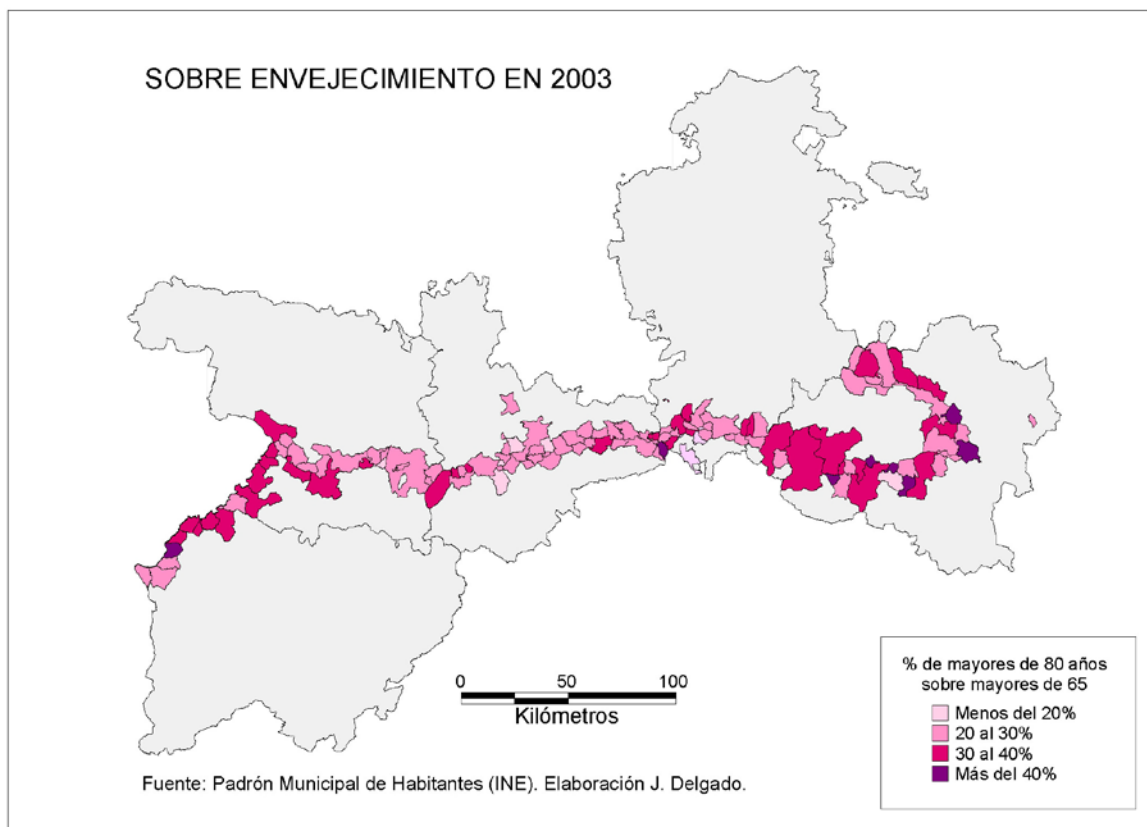 SOBRE ENVEJECIMIENTO EN 2003
0 50 100
Kilómetros
% de mayores de 80 años
sobre mayores de 65
Menos del 20%
20 al 30%
30 al 40%
Más del 40%
Fuente: Padrón Municipal de Habitantes (INE). Elaboración J. Delgado.